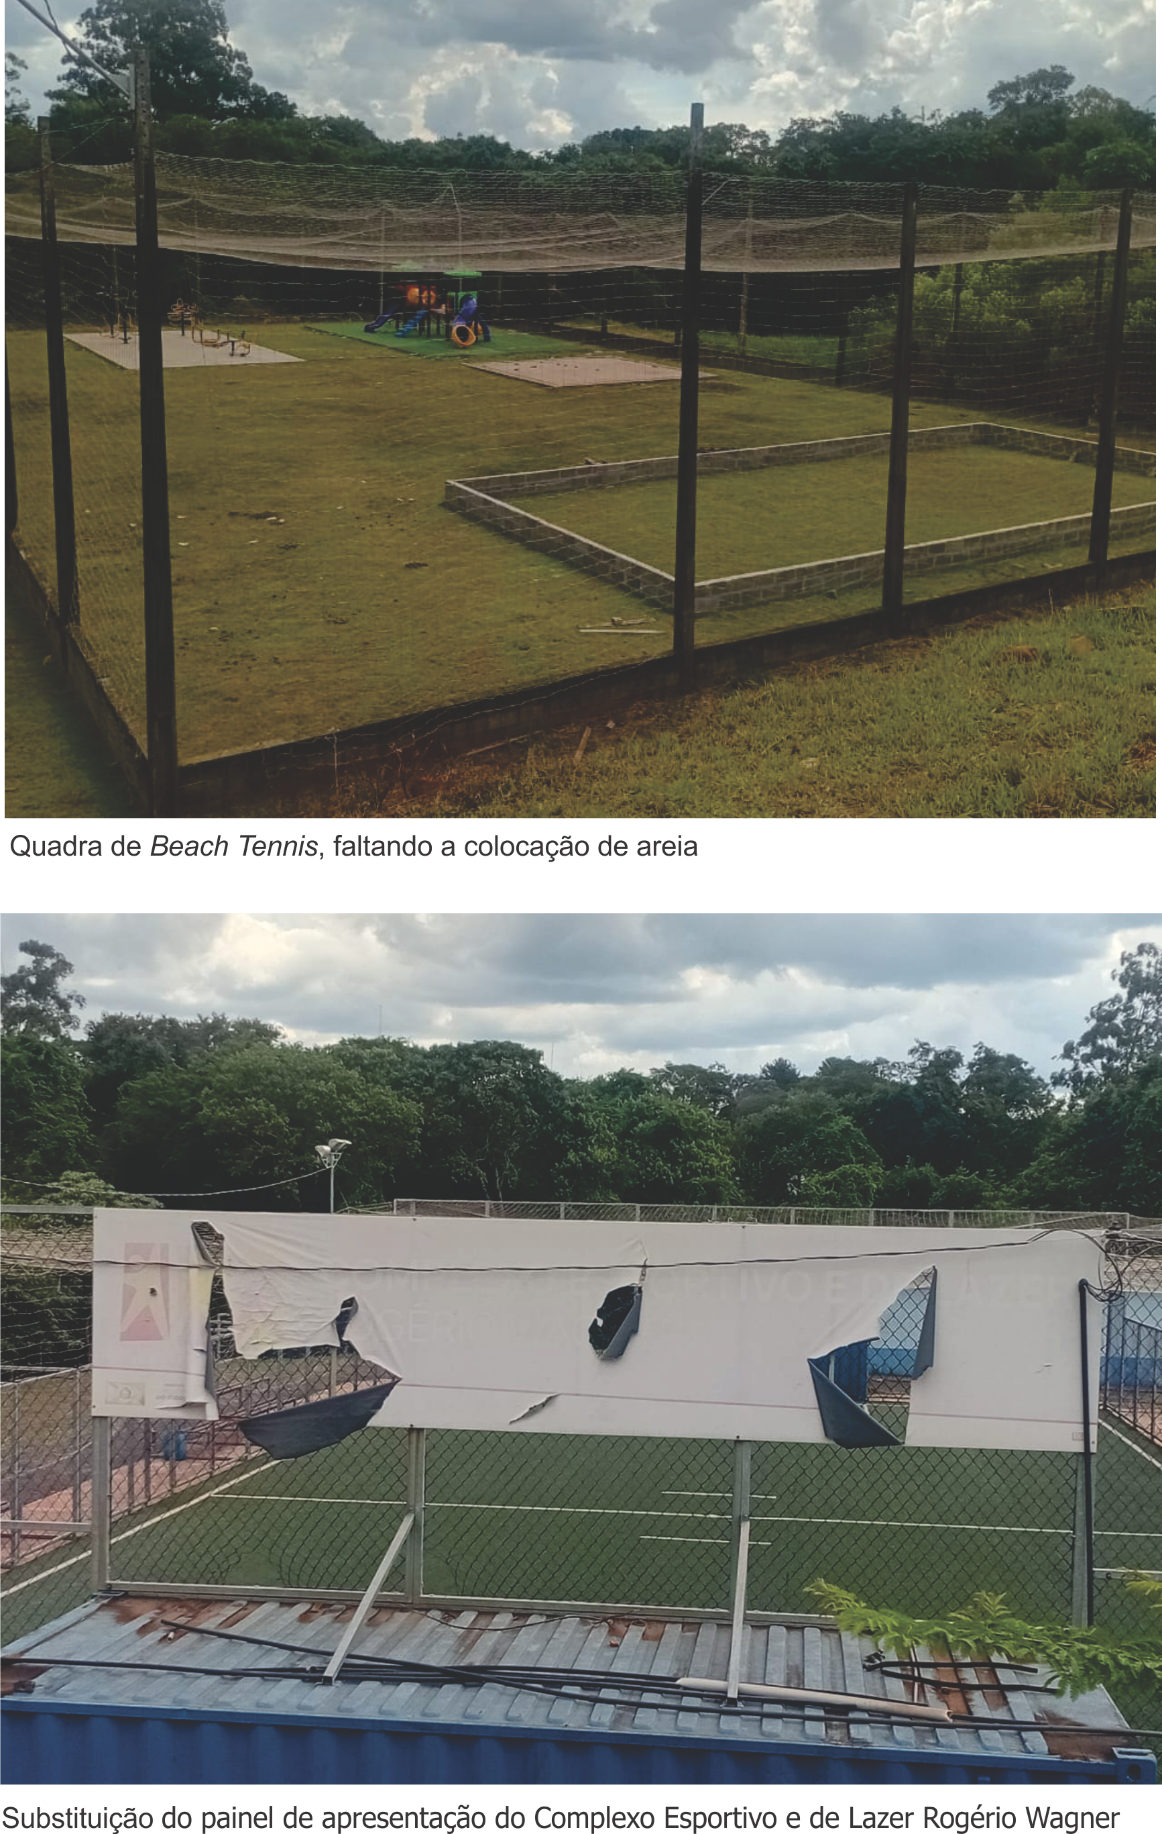 Quadra de Beach Tennis, faltando a colocação de areia
Substituição do painel de apresentação do Complexo Esportivo e de Lazer Rogério Wagner